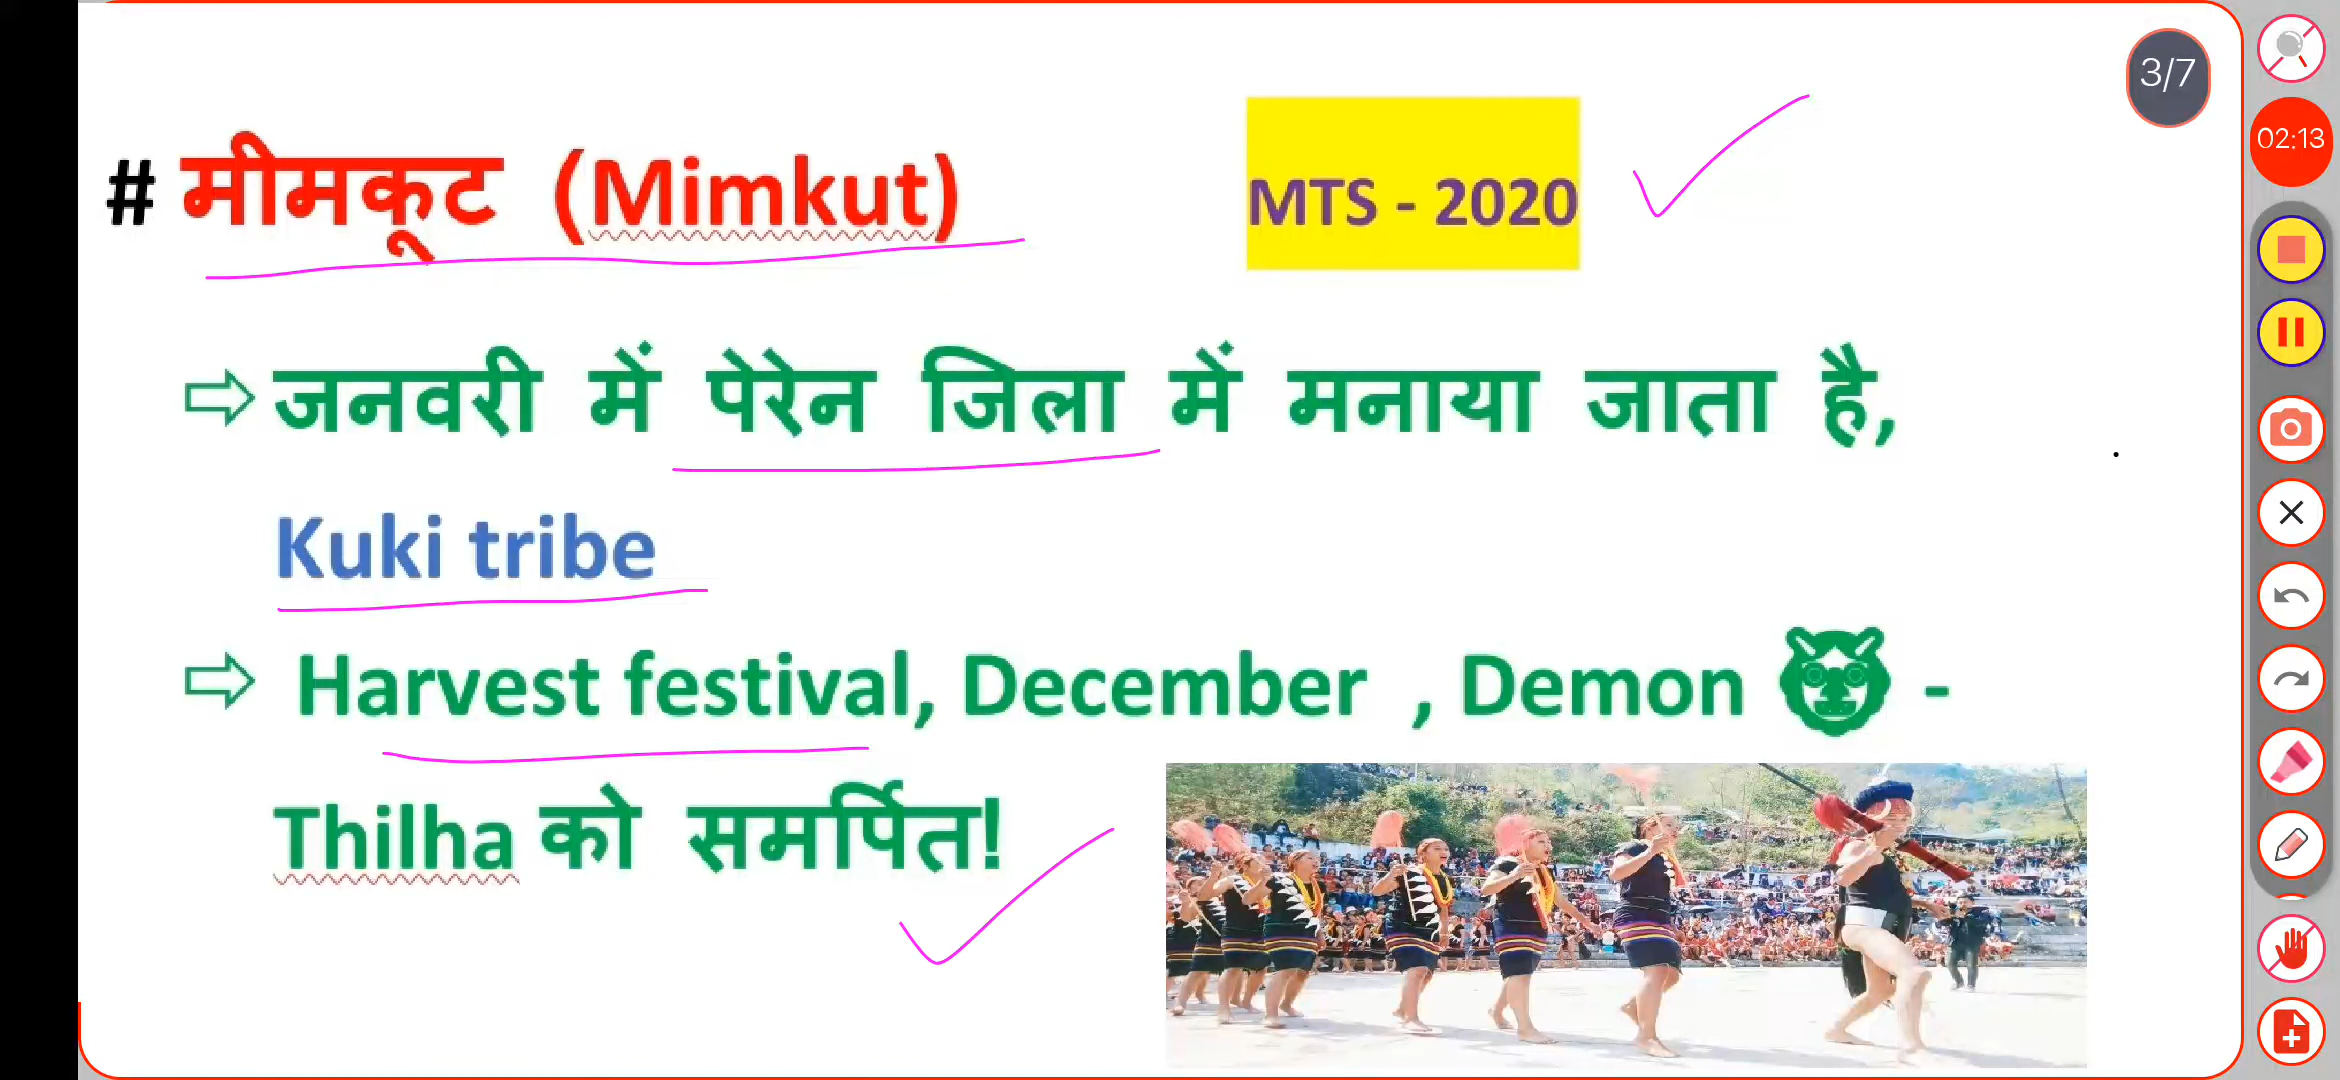 3/7
02:13
# मीमकूट (Mimkut) MTS - 2020
⇨ जनवरी में पेरेन जिला में मनाया जाता है,
Kuki tribe
⇨ Harvest festival, December , Demon 👹 -
Thilha को समर्पित!